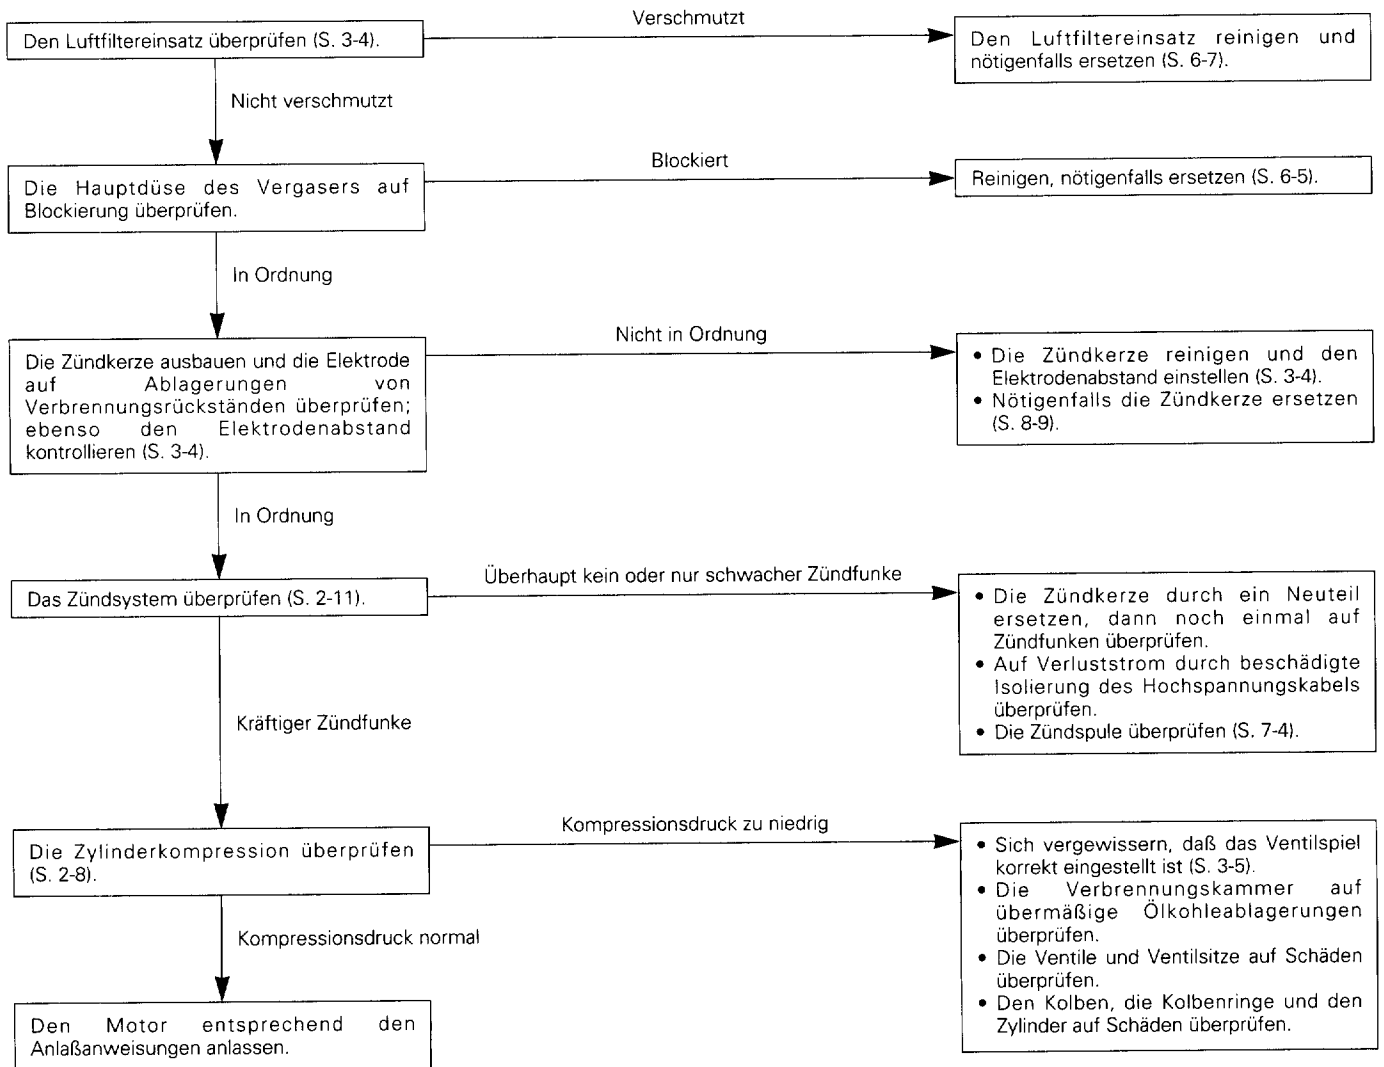 Verschmutzt
Den Luftfiltereinsatz überprüfen (S. 3-4).
Den Luftfiltereinsatz reinigen und
nötigenfalls ersetzen (S. 6-7).
Nicht verschmutzt
Blockiert
Die Hauptdüse des Vergasers auf
Blockierung überprüfen.
Reinigen, nötigenfalls ersetzen (S. 6-5).
In Ordnung
Nicht in Ordnung
Die Zündkerze ausbauen und die Elektrode
auf Ablagerungen von
Verbrennungsrückständen überprüfen;
ebenso den Elektrodenabstand
kontrollieren (S. 3-4).
• Die Zündkerze reinigen und den
Elektrodenabstand einstellen (S. 3-4).
• Nötigenfalls die Zündkerze ersetzen
(S. 8-9).
In Ordnung
Überhaupt kein oder nur schwacher Zündfunke
Das Zündsystem überprüfen (S. 2-11).
• Die Zündkerze durch ein Neuteil
ersetzen, dann noch einmal auf
Zündfunken überprüfen.
• Auf Verluststrom durch beschädigte
Isolierung des Hochspannungskabels
überprüfen.
• Die Zündspule überprüfen (S. 7-4).
Kräftiger Zündfunke
Kompressionsdruck zu niedrig
Die Zylinderkompression überprüfen
(S. 2-8).
• Sich vergewissern, daß das Ventilspiel
korrekt eingestellt ist (S. 3-5).
• Die Verbrennungskammer auf
übermäßige Ölkohleablagerungen
überprüfen.
• Die Ventile und Ventilsitze auf Schäden
überprüfen.
• Den Kolben, die Kolbenringe und den
Zylinder auf Schäden überprüfen.
Kompressionsdruck normal
Den Motor entsprechend den
Anlaßanweisungen anlassen.